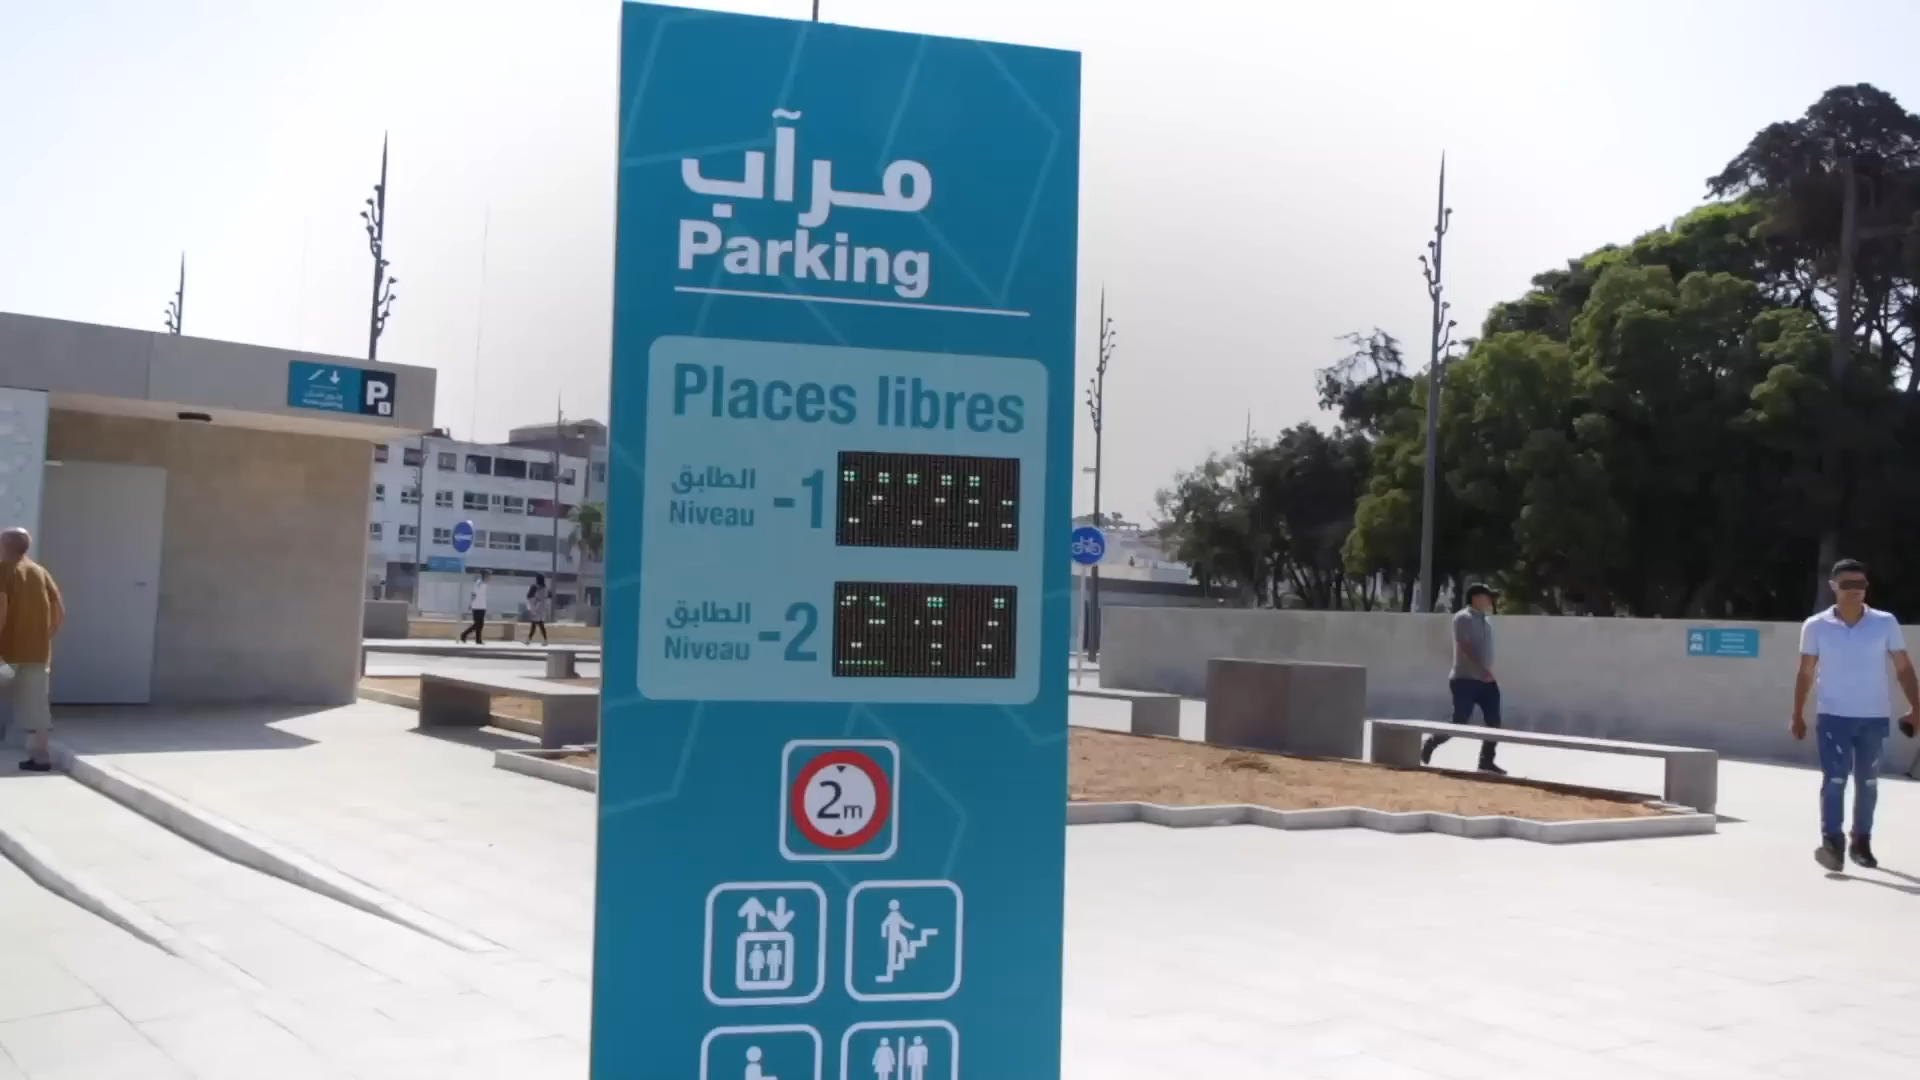 مرآب
Parking
Places libres
الطابق
Niveau
-1
الطابق
Niveau
-2
2m
P